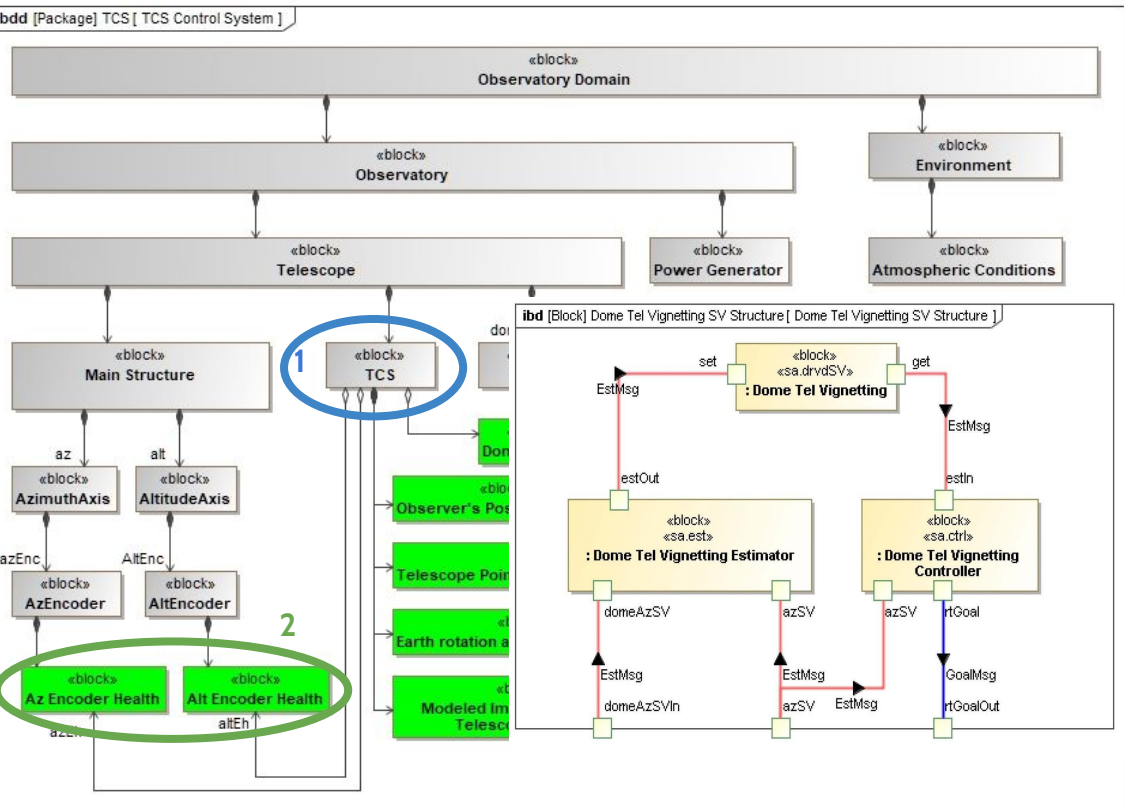 bdd [Package] TCS [ TCS Control System ]
«block»
Observatory Domain
«block»
Observatory
«block»
Environment
«block»
Telescope
«block»
Power Generator
«block»
Atmospheric Conditions
«block»
Main Structure
1
«block»
TCS
az
alt
«block»
AzimuthAxis
«block»
AltitudeAxis
azEnc
AltEnc
«block»
AzEncoder
«block»
AltEncoder
2
«block»
Az Encoder Health
«block»
Alt Encoder Health
altEh
Observer's Pos
Telescope Poin
Earth rotation a
Modeled Im
Telesco
ibd [Block] Dome Tel Vignetting SV Structure [ Dome Tel Vignetting SV Structure ]
set
«block»
«sa.drvdSV»
: Dome Tel Vignetting
get
EstMsg
EstMsg
estOut
estIn
«block»
«sa.est»
: Dome Tel Vignetting Estimator
«block»
«sa.ctrl»
: Dome Tel Vignetting
Controller
domeAzSV
azSV
azSV
rtGoal
EstMsg
EstMsg
EstMsg
GoalMsg
domeAzSVIn
azSV
rtGoalOut